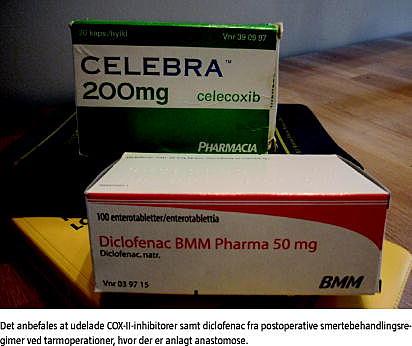 20 kaps./hylki
Vnr 39 09 97
CELEBRA™
200mg
celecoxib
PHARMACIA
100 enterotabletter/enterotablettia
Diclofenac BMM Pharma 50 mg
Diclofenac. natr.
Vnr 03 97 15
BMM
Det anbefales at udelade COX-II-inhibitorer samt diclofenac fra postoperative smertebehandlingsre-
gimer ved tarmoperationer, hvor der er anlagt anastomose.